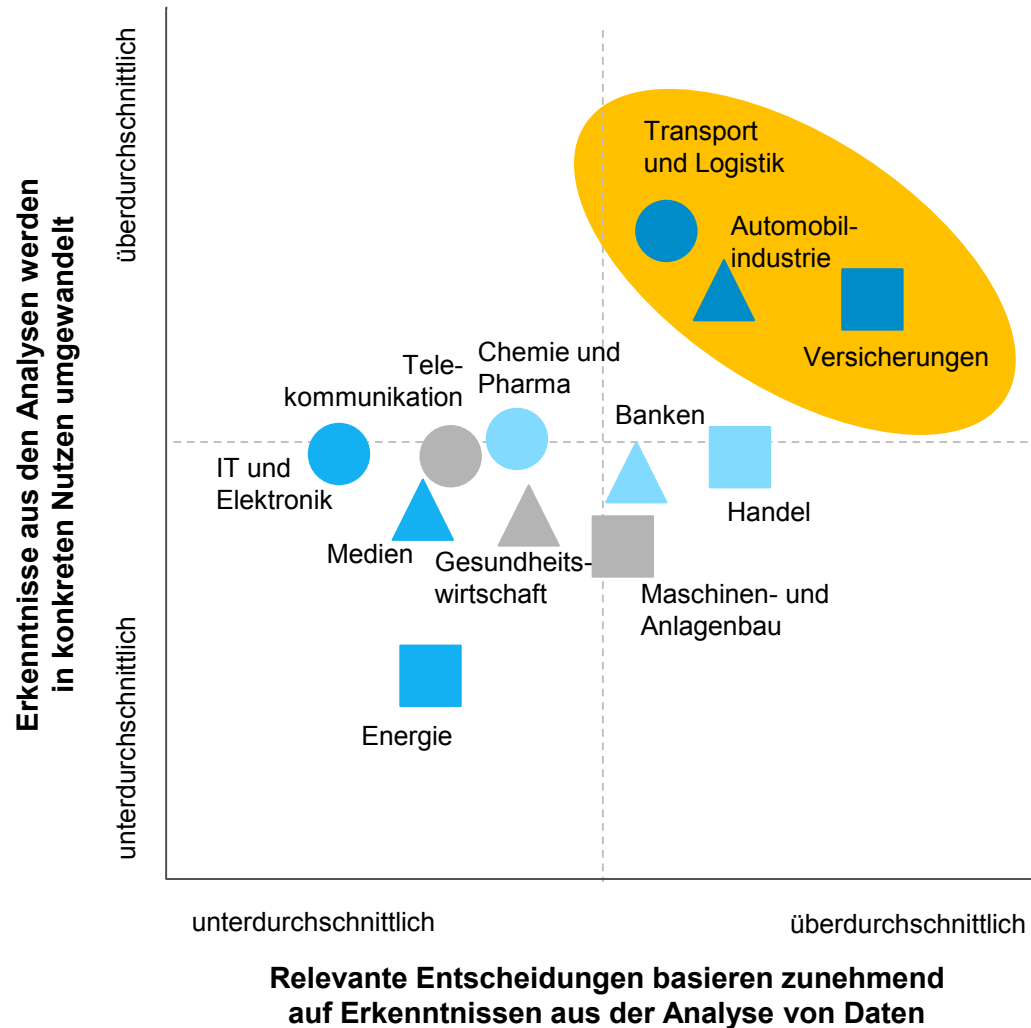 Erkenntnisse aus den Analysen werden
in konkreten Nutzen umgewandelt
überdurchschnittlich
unterdurchschnittlich
Transport
und Logistik
Automobil-
industrie
Versicherungen
Chemie und
Pharma
Tele-
kommunikation
Banken
IT und
Elektronik
Handel
Medien
Gesundheits-
wirtschaft
Maschinen- und
Anlagenbau
Energie
unterdurchschnittlich
überdurchschnittlich
Relevante Entscheidungen basieren zunehmend
auf Erkenntnissen aus der Analyse von Daten